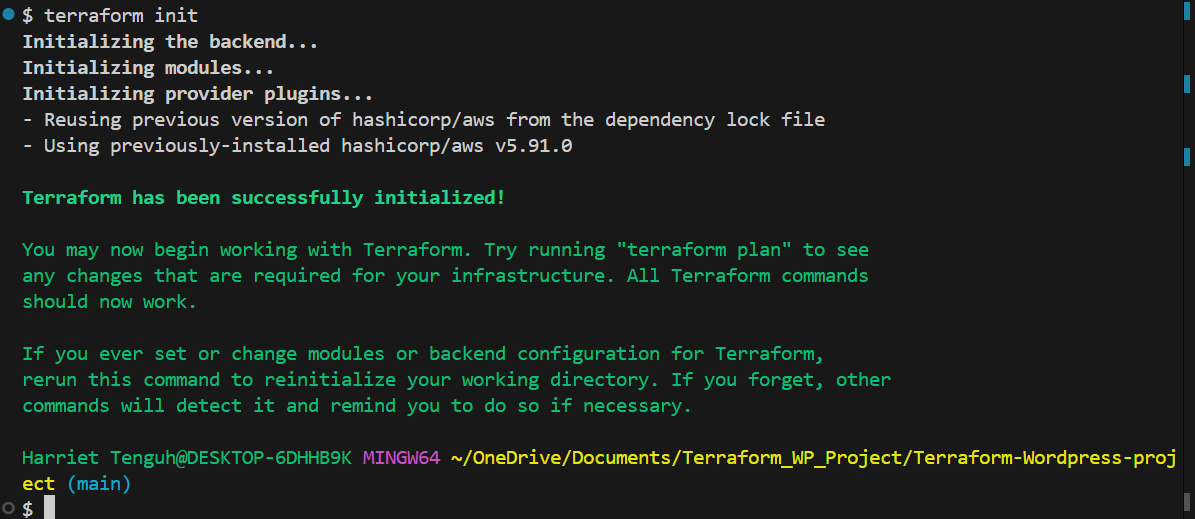 $ terraform init
Initializing the backend...
Initializing modules...
Initializing provider plugins...
- Reusing previous version of hashicorp/aws from the dependency lock file
- Using previously-installed hashicorp/aws v5.91.0
Terraform has been successfully initialized!
You may now begin working with Terraform. Try running "terraform plan" to see
any changes that are required for your infrastructure. All Terraform commands
should now work.
If you ever set or change modules or backend configuration for Terraform,
rerun this command to reinitialize your working directory. If you forget, other
commands will detect it and remind you to do so if necessary.
Harriet Tenguh@DESKTOP-6DHHB9K MINGW64 ~/OneDrive/Documents/Terraform_WP_Project/Terraform-Wordpress-proj
ect (main)
$